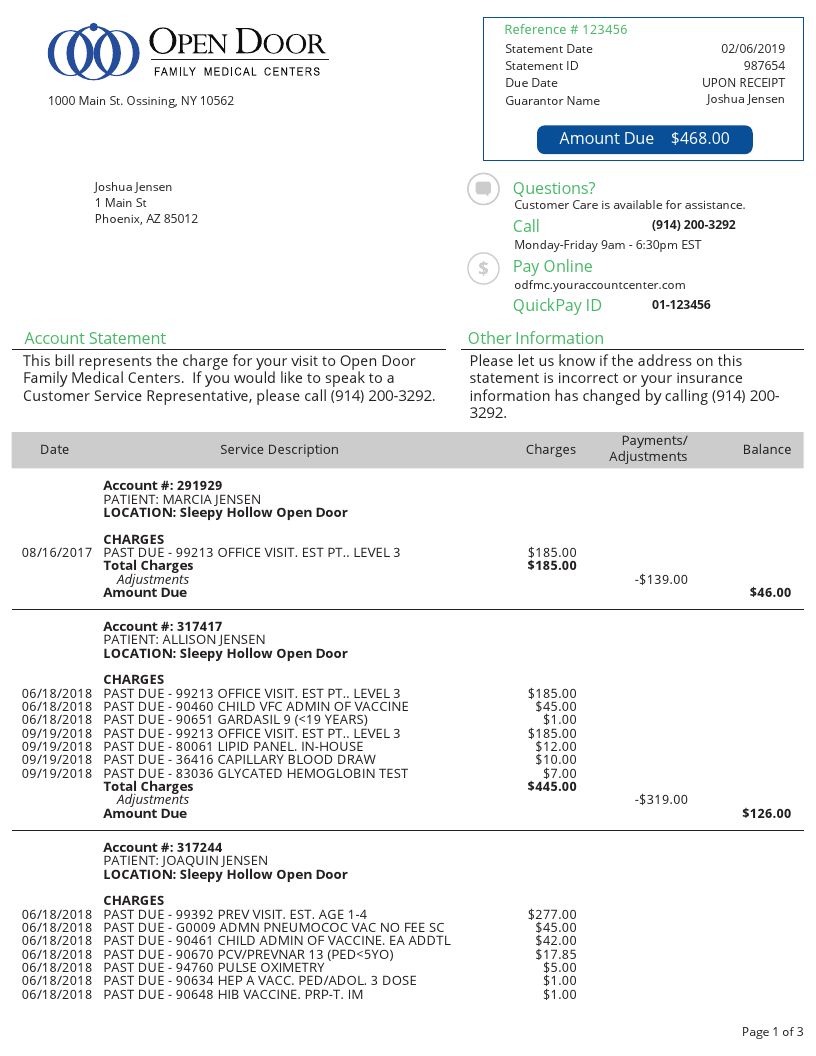 OPEN DOOR
FAMILY MEDICAL CENTERS
1000 Main St. Ossining, NY 10562
Reference # 123456
Statement Date 02/06/2019
Statement ID 987654
Due Date UPON RECEIPT
Guarantor Name Joshua Jensen
Amount Due $468.00
Joshua Jensen
1 Main St
Phoenix, AZ 85012
Questions?
Customer Care is available for assistance.
Call (914) 200-3292
Monday-Friday 9am - 6:30pm EST
$
Pay Online
odfmc.youraccountcenter.com
QuickPay ID 01-123456
Account Statement
This bill represents the charge for your visit to Open Door
Family Medical Centers. If you would like to speak to a
Customer Service Representative, please call (914) 200-3292.
Other Information
Please let us know if the address on this
statement is incorrect or your insurance
information has changed by calling (914) 200-
3292.
Date Service Description Charges Payments/ Adjustments Balance
Account #: 291929
PATIENT: MARCIA JENSEN
LOCATION: Sleepy Hollow Open Door
CHARGES
08/16/2017 PAST DUE - 99213 OFFICE VISIT. EST PT.. LEVEL 3 $185.00
Total Charges $185.00
Adjustments -$139.00
Amount Due $46.00
Account #: 317417
PATIENT: ALLISON JENSEN
LOCATION: Sleepy Hollow Open Door
CHARGES
06/18/2018 PAST DUE - 99213 OFFICE VISIT. EST PT.. LEVEL 3 $185.00
06/18/2018 PAST DUE - 90460 CHILD VFC ADMIN OF VACCINE $45.00
06/18/2018 PAST DUE - 90651 GARDASIL 9 (<19 YEARS) $1.00
09/19/2018 PAST DUE - 99213 OFFICE VISIT. EST PT.. LEVEL 3 $185.00
09/19/2018 PAST DUE - 80061 LIPID PANEL. IN-HOUSE $12.00
09/19/2018 PAST DUE - 36416 CAPILLARY BLOOD DRAW $10.00
09/19/2018 PAST DUE - 83036 GLYCATED HEMOGLOBIN TEST $7.00
Total Charges $445.00
Adjustments -$319.00
Amount Due $126.00
Account #: 317244
PATIENT: JOAQUIN JENSEN
LOCATION: Sleepy Hollow Open Door
CHARGES
06/18/2018 PAST DUE - 99392 PREV VISIT. EST. AGE 1-4 $277.00
06/18/2018 PAST DUE - G0009 ADMN PNEUMOCOC VAC NO FEE SC $45.00
06/18/2018 PAST DUE - 90461 CHILD ADMIN OF VACCINE. EA ADDTL $42.00
06/18/2018 PAST DUE - 90670 PCV/PREVNAR 13 (PED<5YO) $17.85
06/18/2018 PAST DUE - 94760 PULSE OXIMETRY $5.00
06/18/2018 PAST DUE - 90634 HEP A VACC. PED/ADOL. 3 DOSE $1.00
06/18/2018 PAST DUE - 90648 HIB VACCINE. PRP-T. IM $1.00
Page 1 of 3